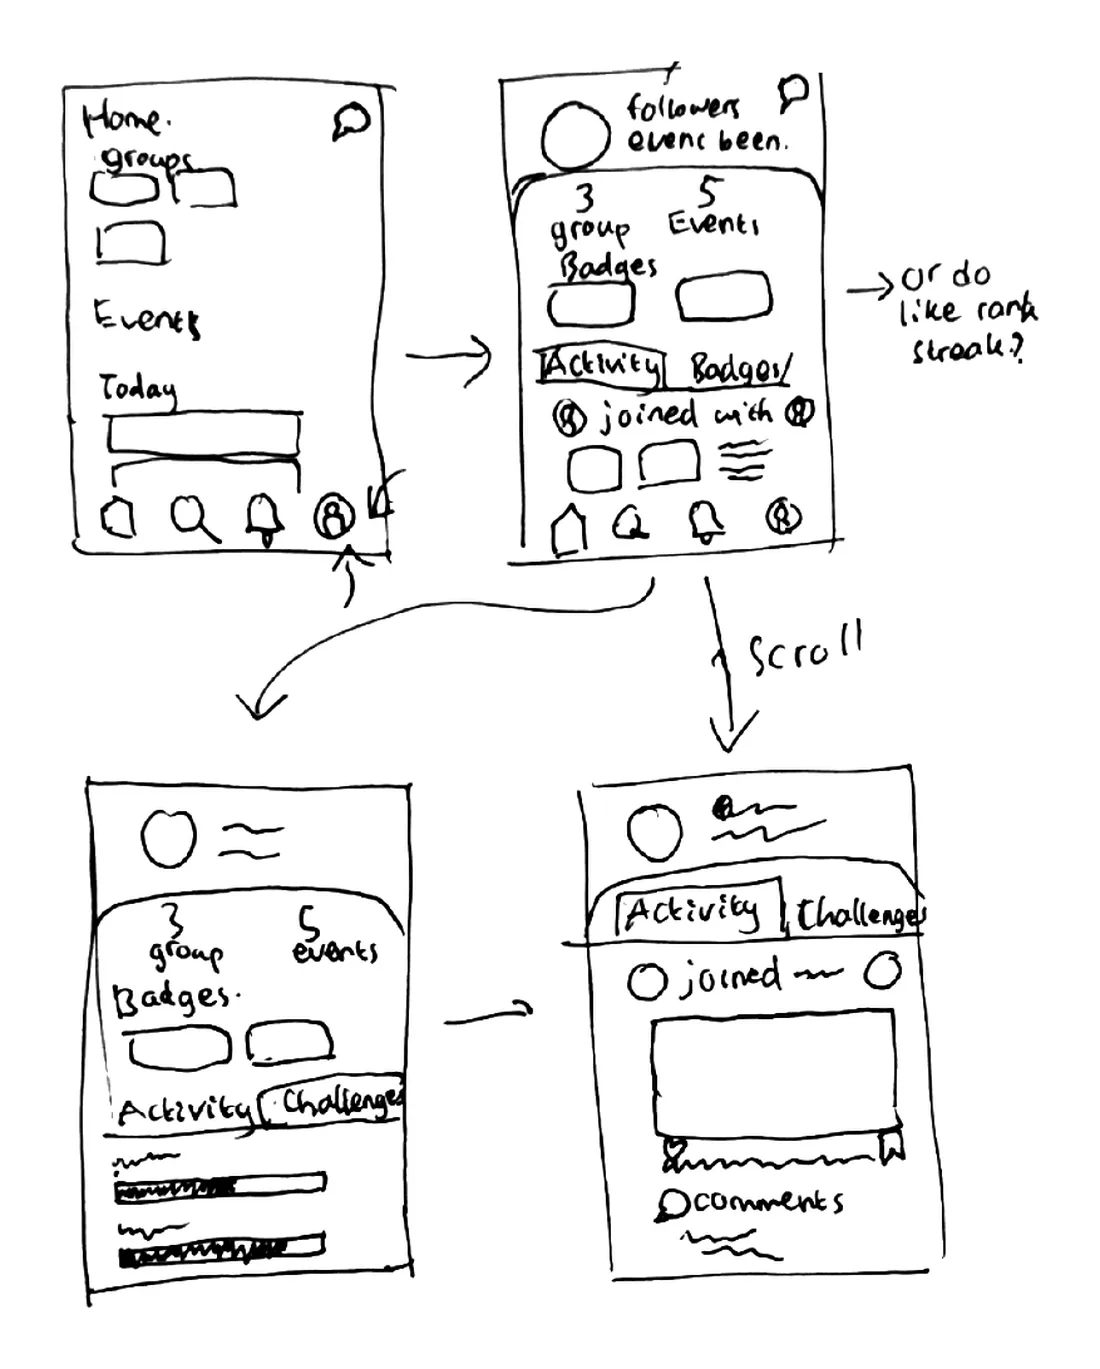 Home.
groups
Events
Today
followers
event been.
3
5
group
Events
Badges
Activity
Badges/
joined with
→ or do
like rank
streak?
Scroll
3
5
group
events
Badges.
Activity
Challenges
Activity
Challenges
joined
comments